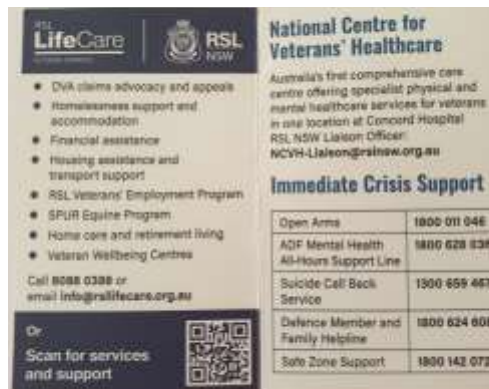 RSL
LifeCare
RSL
NSW
• DVA claims advocacy and appeals
• Homelessness support and
accommodation
• Financial assistance
• Housing assistance and
transport support
• RSL Veterans' Employment Program
• SPUR Equine Program
• Home care and retirement living
• Veteran Wellbeing Centres
Call 8088 0388 or
email info@rsllifecare.org.au
Or
Scan for services
and support
National Centre for
Veterans' Healthcare
Australia's first comprehensive care
centre offering specialist physical and
mental healthcare services for veterans
in one location at Concord Hospital
RSL NSW Liaison Officer:
NCVH-Liaison@rslnsw.org.au
Immediate Crisis Support
Open Arms 1800 011 046
ADF Mental Health 1800 628 036
All-Hours Support Line
Suicide Call Back 1300 659 467
Service
Defence Member and 1800 624 608
Family Helpline
Safe Zone Support 1800 142 072